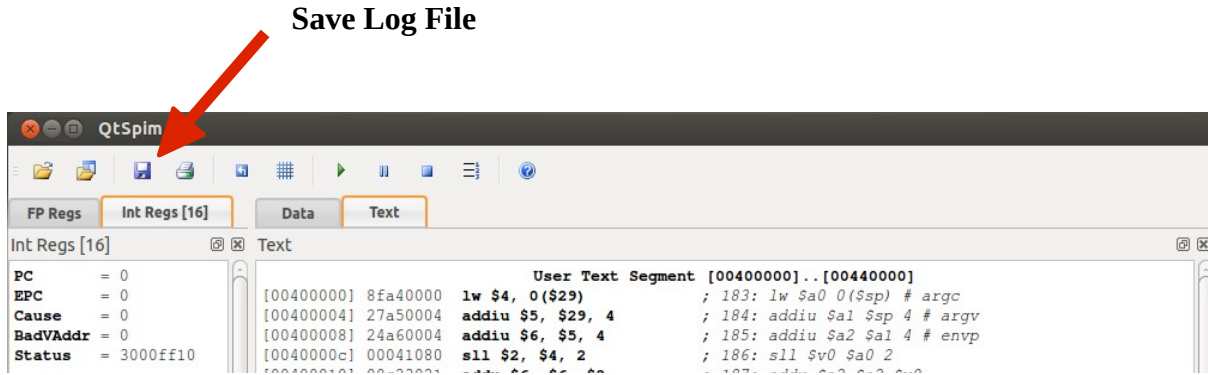 Save Log File
QtSpim
FP Regs Int Regs [16] Data Text
Int Regs [16] Text
User Text Segment [00400000]..[00440000]
PC = 0
EPC = 0
Cause = 0
BadVAddr = 0
Status = 3000ff10
[00400000] 8fa40000 lw $4, 0($29) ; 183: lw $a0 0($sp) # argc
[00400004] 27a50004 addiu $5, $29, 4 ; 184: addiu $a1 $sp 4 # argv
[00400008] 24a60004 addiu $6, $5, 4 ; 185: addiu $a2 $a1 4 # envp
[0040000c] 00041080 sll $2, $4, 2 ; 186: sll $v0 $a0 2